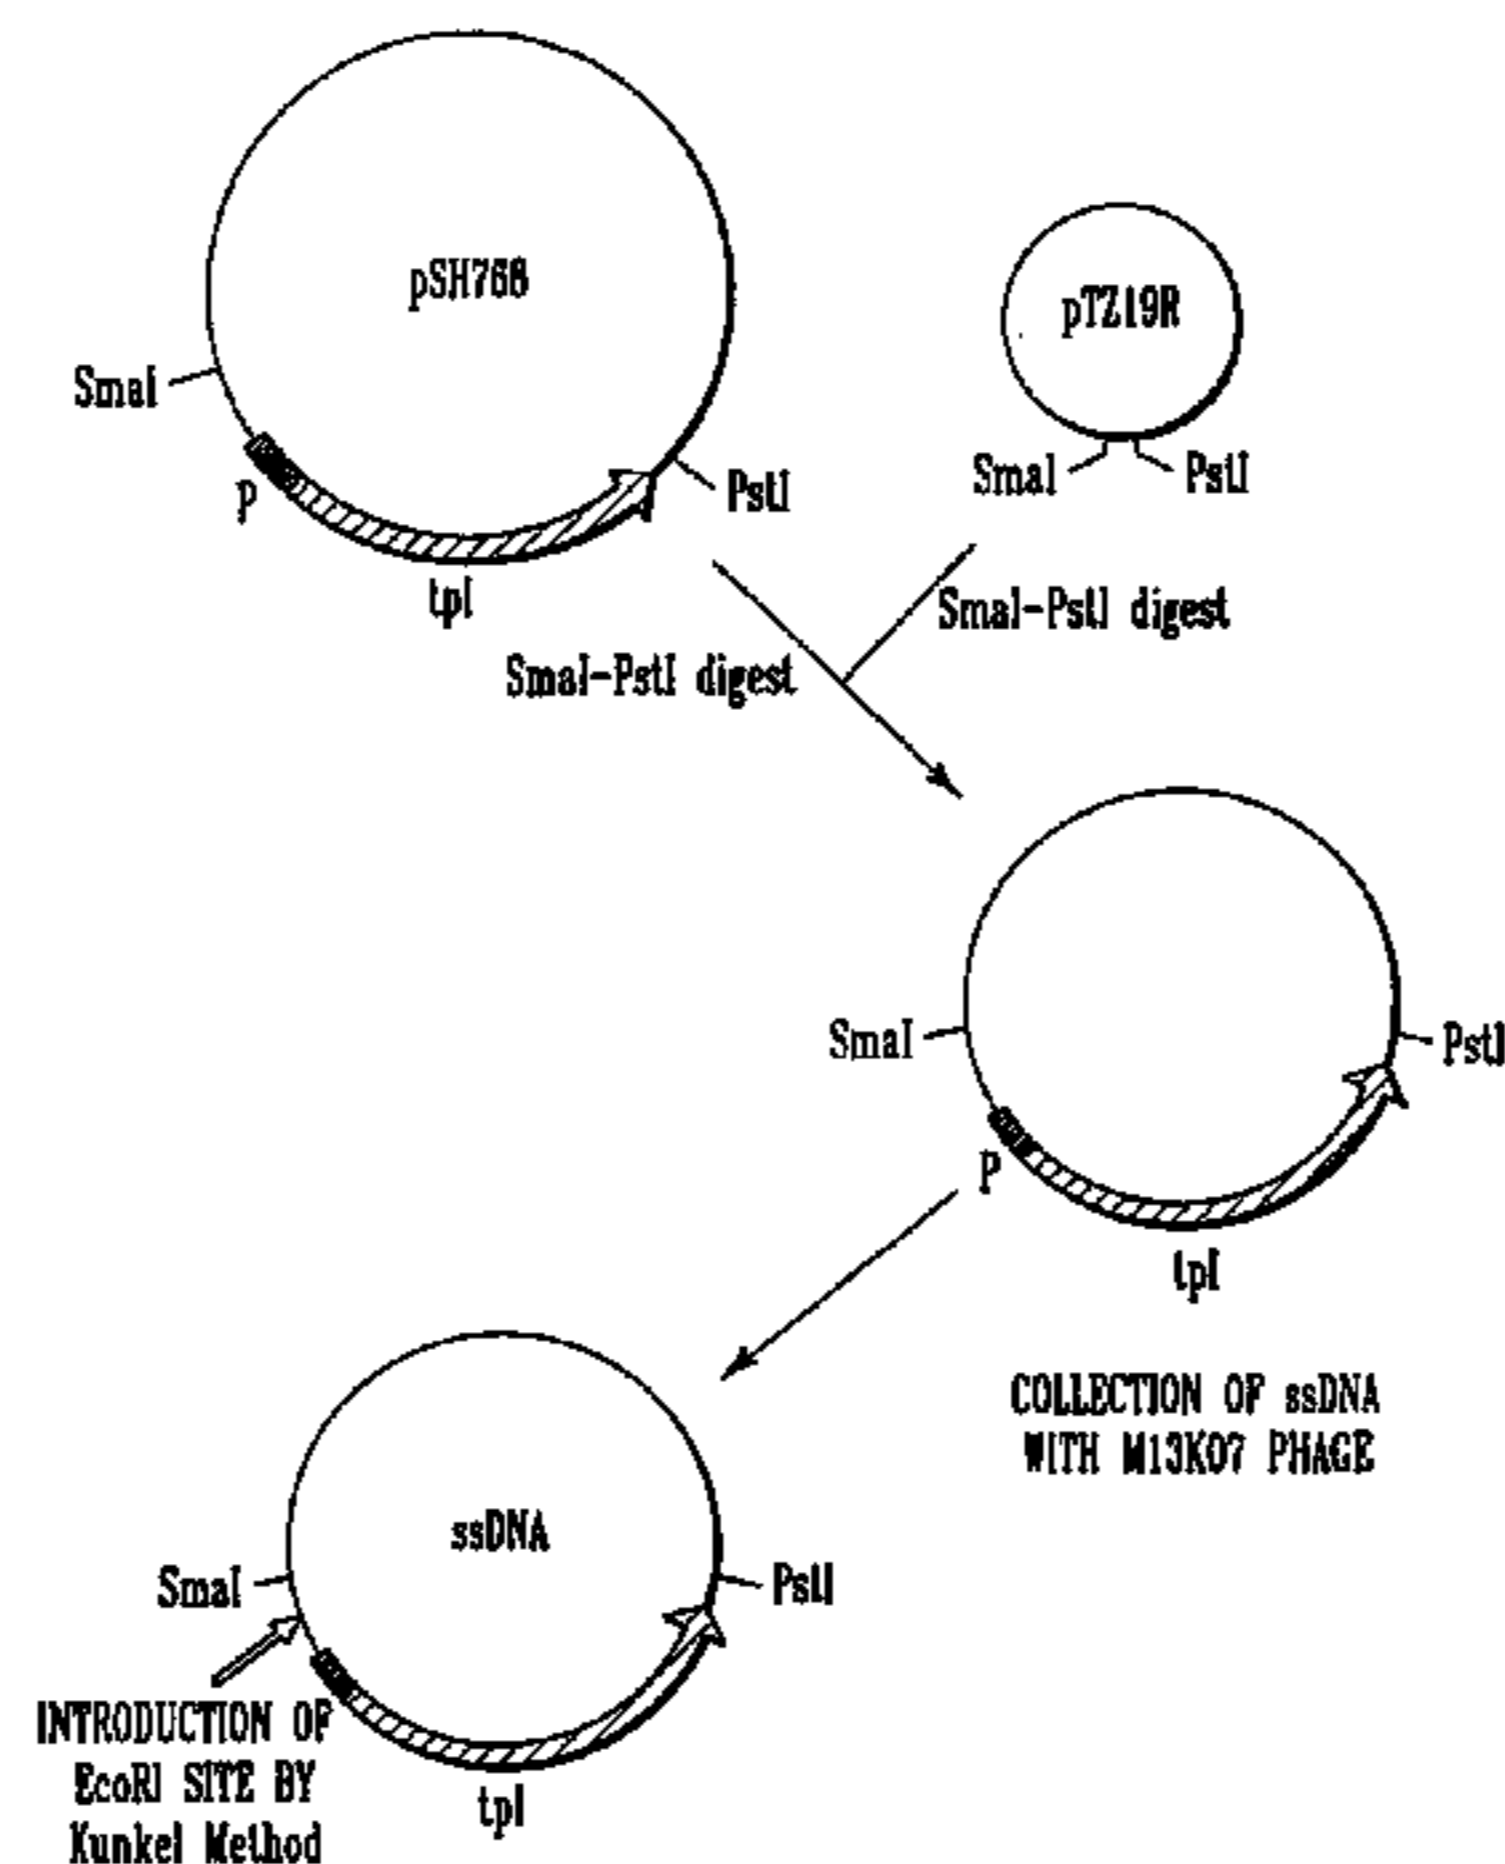 pSH768
pTZ19R
SmaI
SmaI
PstI
PstI
P
tpI
SmaI-PstI digest
SmaI-PstI digest
SmaI
PstI
P
tpI
COLLECTION OF ssDNA
WITH M13K07 PHAGE
ssDNA
SmaI
PstI
INTRODUCTION OF
EcoRI SITE BY
Kunkel Method
tpI